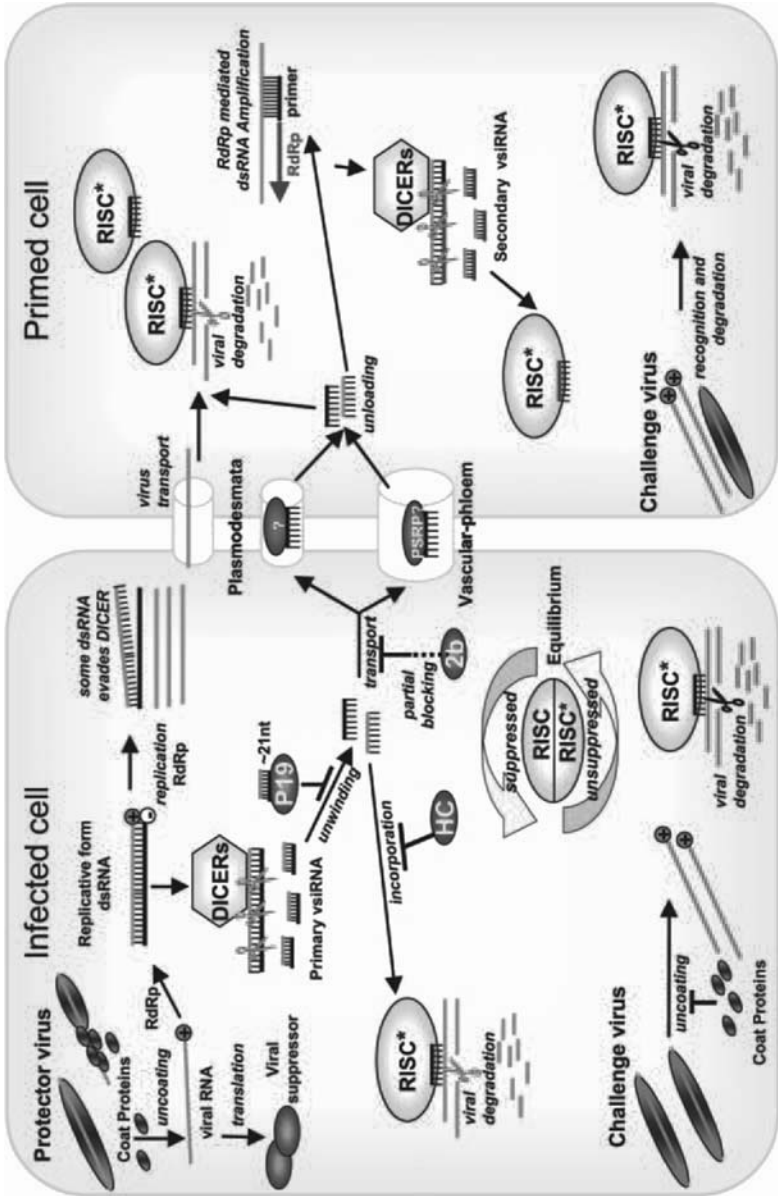 Infected cell
Protector virus
Coat Proteins
uncoating
viral RNA
translation
Viral
suppressor
RdRp
Replicative form
dsRNA
replication
RdRp
some dsRNA
evades DICER
DICERs
Primary vsiRNA
P19
~21nt
unwinding
transport
partial
blocking
2b
incorporation
HC
RISC*
viral
degradation
suppressed
RISC
RISC*
unsuppressed
Equilibrium
Challenge virus
uncoating
Coat Proteins
RISC*
viral
degradation
Primed cell
virus
transport
Plasmodesmata
?
PSRP?
Vascular-phloem
unloading
RISC*
RISC*
viral
degradation
RdRp mediated
dsRNA Amplification
RdRp
primer
DICERs
Secondary vsiRNA
RISC*
Challenge virus
recognition and
degradation
RISC*
viral
degradation